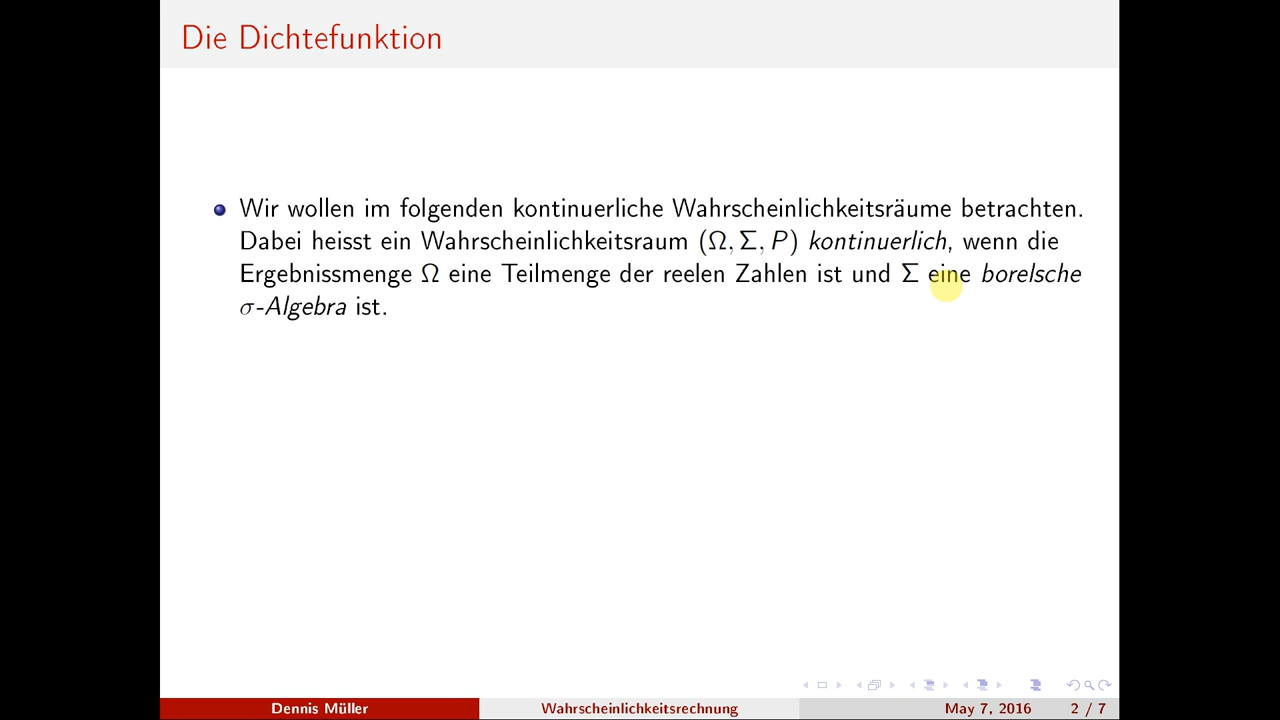 Die Dichtefunktion
Wir wollen im folgenden kontinuerliche Wahrscheinlichkeitsräume betrachten.
Dabei heisst ein Wahrscheinlichkeitsraum (Ω, Σ, P) kontinuerlich, wenn die
Ergebnissmenge Ω eine Teilmenge der reelen Zahlen ist und Σ eine borelsche
σ-Algebra ist.
Dennis Müller Wahrscheinlichkeitsrechnung May 7, 2016 2 / 7